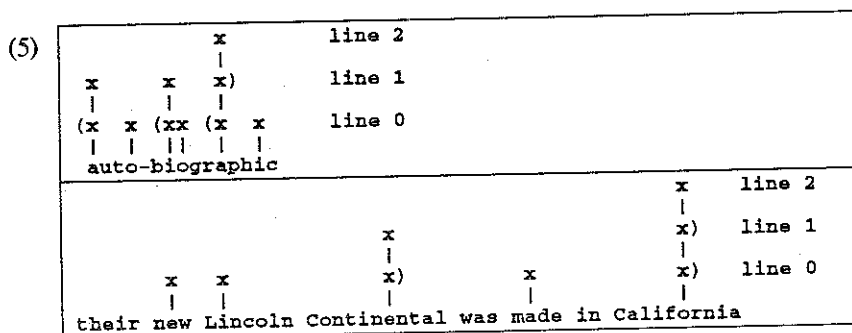 (5)
x line 2
|
x x x) line 1
| | |
(x x (xx (x x line 0
| | || | |
auto-biographic
x line 2
|
x x) line 1
| |
x x x) x x) line 0
| | | | |
their new Lincoln Continental was made in California